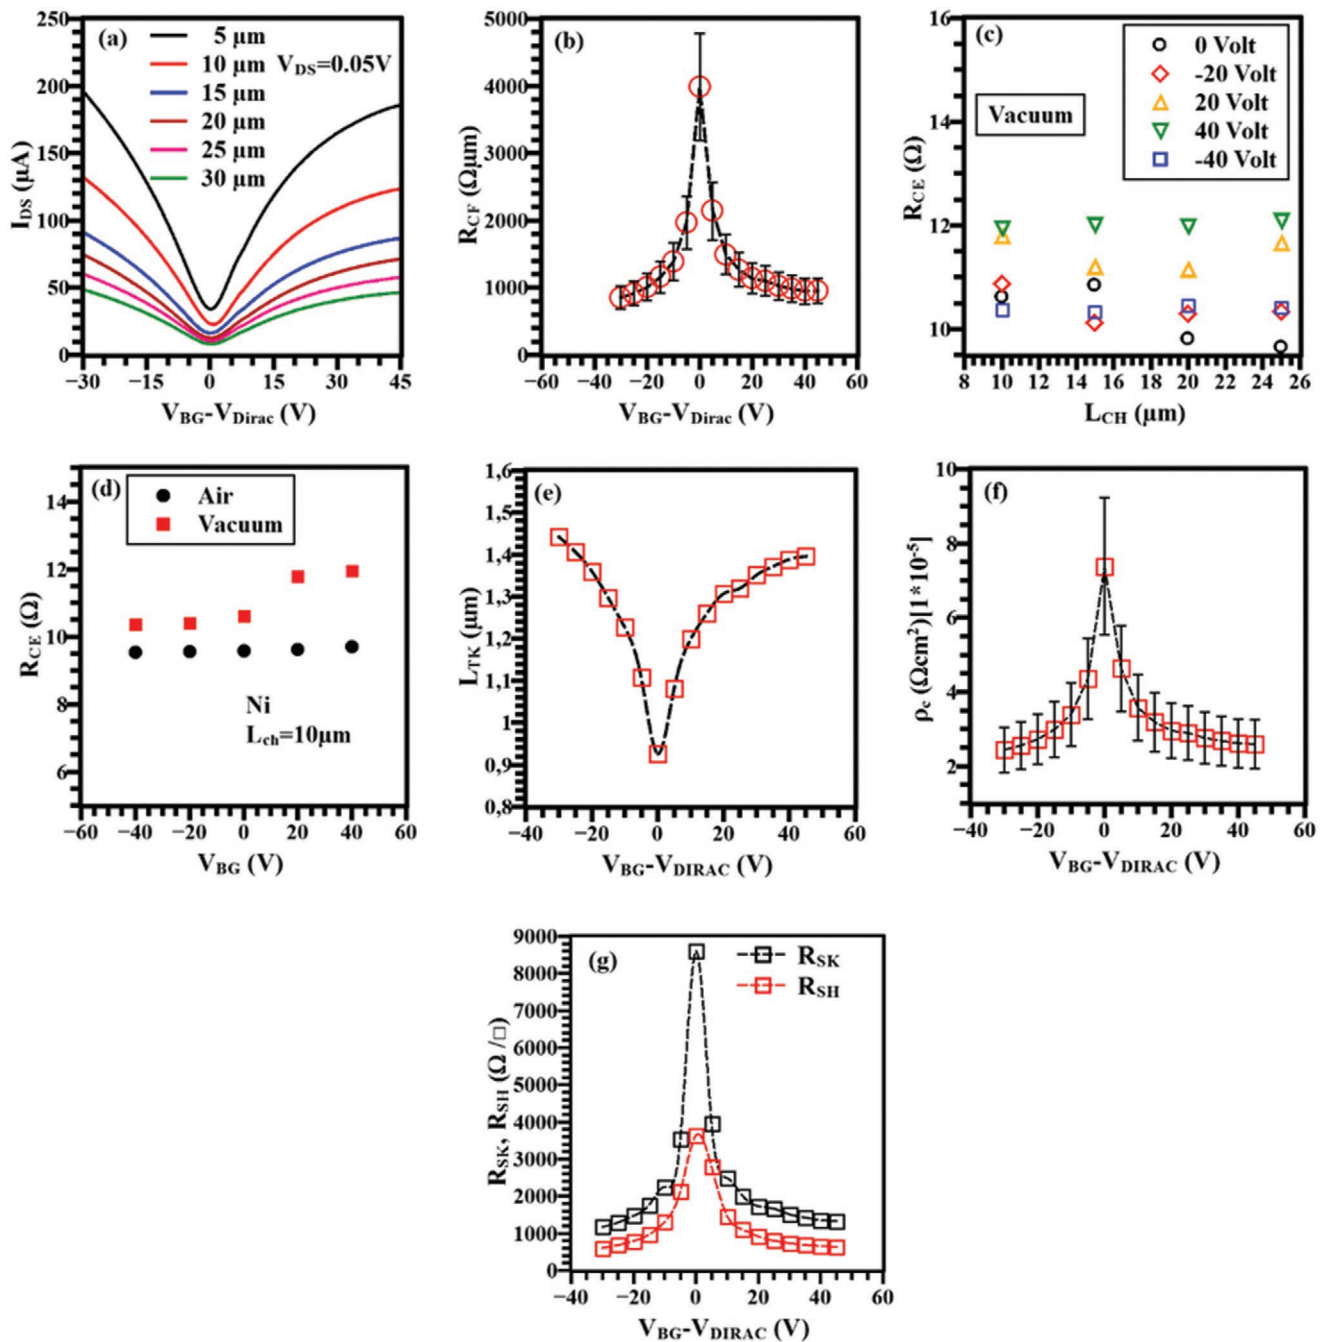 (a)
5 µm
10 µm
15 µm
20 µm
25 µm
30 µm
V_DS=0.05V
250
200
150
100
50
0
I_DS (µA)
−30 −15 0 15 30 45
V_BG-V_Dirac (V)
(b)
5000
4000
3000
2000
1000
0
R_CF (Ωµm)
−60 −40 −20 0 20 40 60
V_BG-V_Dirac (V)
(c)
0 Volt
-20 Volt
20 Volt
40 Volt
-40 Volt
Vacuum
16
14
12
10
R_CE (Ω)
8 10 12 14 16 18 20 22 24 26
L_CH (µm)
(d)
Air
Vacuum
14
12
10
8
6
R_CE (Ω)
Ni
L_ch=10µm
−60 −40 −20 0 20 40 60
V_BG (V)
(e)
1,6
1,5
1,4
1,3
1,2
1,1
1
0,9
0,8
L_TK (µm)
−40 −20 0 20 40 60
V_BG-V_DIRAC (V)
(f)
10
8
6
4
2
ρ_c (Ωcm²)[1*10⁻⁵]
−40 −20 0 20 40 60
V_BG-V_DIRAC (V)
(g)
R_SK
R_SH
9000
8000
7000
6000
5000
4000
3000
2000
1000
0
R_SK, R_SH (Ω /□)
−40 −20 0 20 40 60
V_BG-V_DIRAC (V)